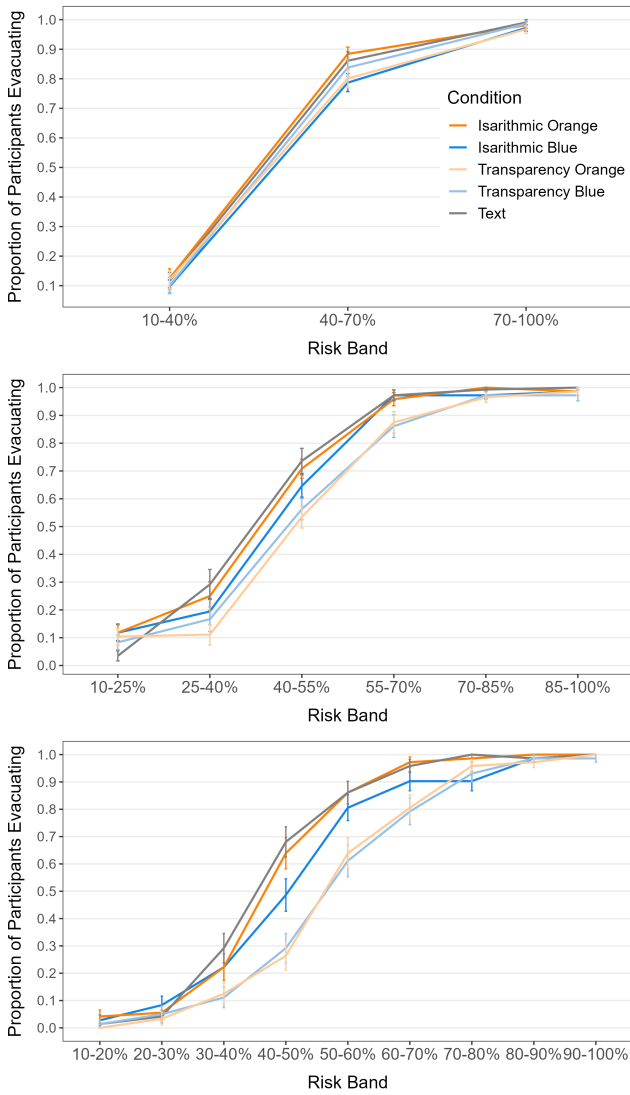 Proportion of Participants Evacuating
1.0
0.9
0.8
0.7
0.6
0.5
0.4
0.3
0.2
0.1
Condition
Isarithmic Orange
Isarithmic Blue
Transparency Orange
Transparency Blue
Text
10-40% 40-70% 70-100%
Risk Band
Proportion of Participants Evacuating
1.0
0.9
0.8
0.7
0.6
0.5
0.4
0.3
0.2
0.1
0.0
10-25% 25-40% 40-55% 55-70% 70-85% 85-100%
Risk Band
Proportion of Participants Evacuating
1.0
0.9
0.8
0.7
0.6
0.5
0.4
0.3
0.2
0.1
0.0
10-20% 20-30% 30-40% 40-50% 50-60% 60-70% 70-80% 80-90% 90-100%
Risk Band